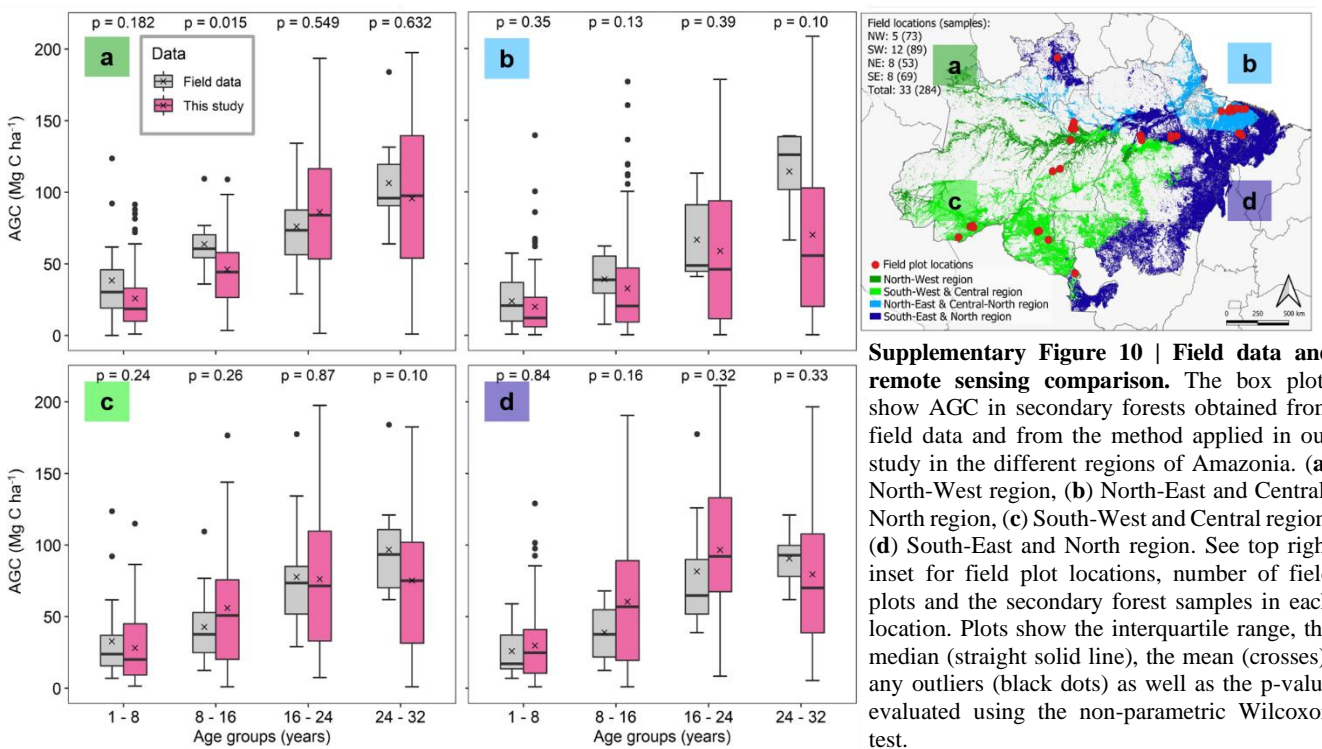 p = 0.182 p = 0.015 p = 0.549 p = 0.632
a
Data
Field data
This study
AGC (Mg C ha⁻¹)
200
150
100
50
0
p = 0.35 p = 0.13 p = 0.39 p = 0.10
b
p = 0.24 p = 0.26 p = 0.87 p = 0.10
c
AGC (Mg C ha⁻¹)
200
150
100
50
0
1 - 8 8 - 16 16 - 24 24 - 32
Age groups (years)
p = 0.84 p = 0.16 p = 0.32 p = 0.33
d
1 - 8 8 - 16 16 - 24 24 - 32
Age groups (years)
Field locations (samples):
NW: 5 (73)
SW: 12 (89)
NE: 8 (53)
SE: 8 (69)
Total: 33 (284)
a
b
c
d
Field plot locations
North-West region
South-West & Central region
North-East & Central-North region
South-East & North region
0 250 500 km
Supplementary Figure 10 | Field data and
remote sensing comparison. The box plot
show AGC in secondary forests obtained from
field data and from the method applied in ou
study in the different regions of Amazonia. (a
North-West region, (b) North-East and Central
North region, (c) South-West and Central region
(d) South-East and North region. See top righ
inset for field plot locations, number of field
plots and the secondary forest samples in each
location. Plots show the interquartile range, th
median (straight solid line), the mean (crosses)
any outliers (black dots) as well as the p-valu
evaluated using the non-parametric Wilcoxo
test.